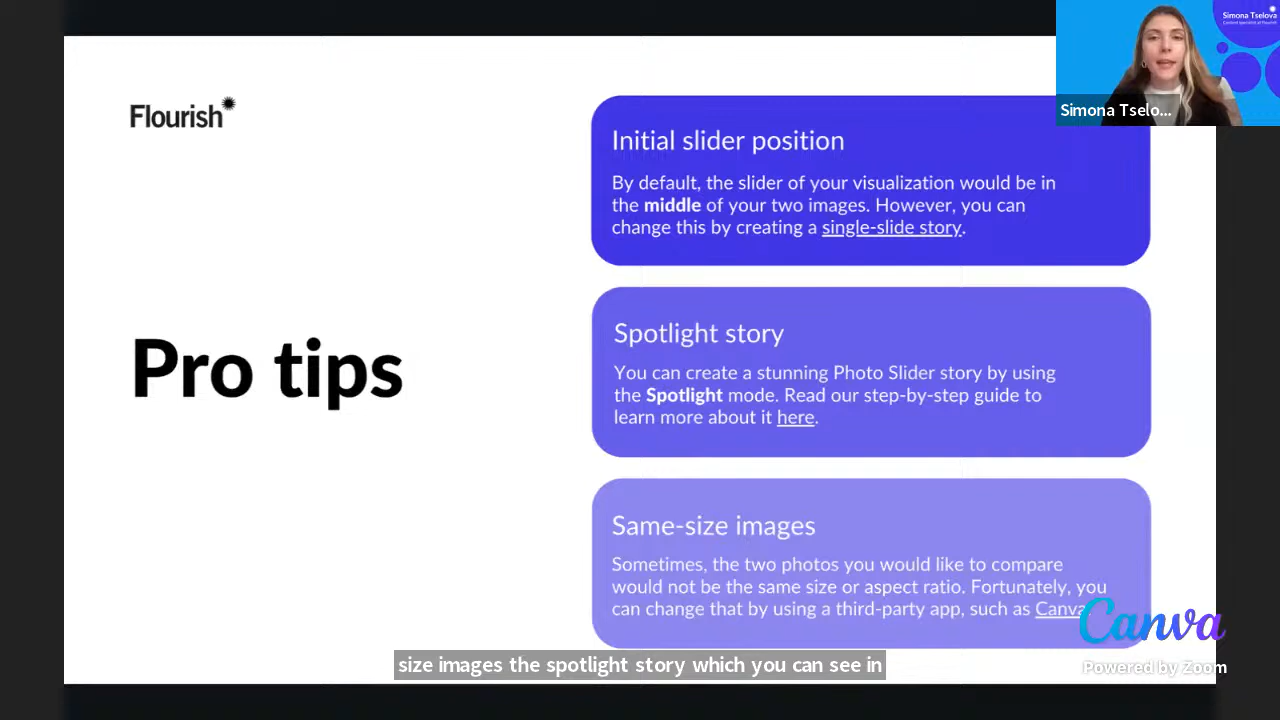 Flourish
Pro tips
Initial slider position
By default, the slider of your visualization would be in
the middle of your two images. However, you can
change this by creating a single-slide story.
Spotlight story
You can create a stunning Photo Slider story by using
the Spotlight mode. Read our step-by-step guide to
learn more about it here.
Same-size images
Sometimes, the two photos you would like to compare
would not be the same size or aspect ratio. Fortunately, you
can change that by using a third-party app, such as Canva
Simona Tselova
Simona Tselo...
Canva
Powered by Zoom
size images the spotlight story which you can see in